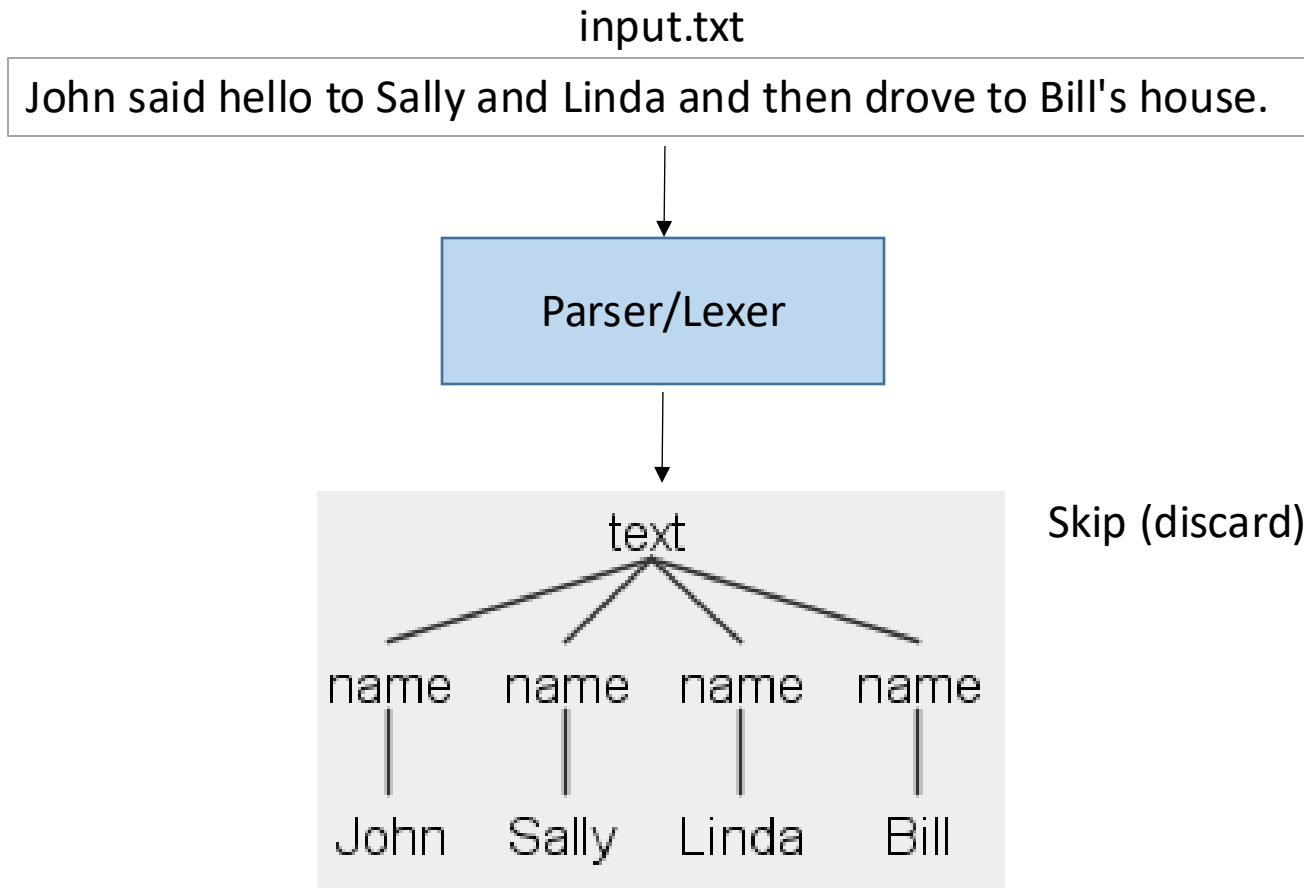 input.txt
John said hello to Sally and Linda and then drove to Bill's house.
Parser/Lexer
text
Skip (discard)
name name name name
John Sally Linda Bill